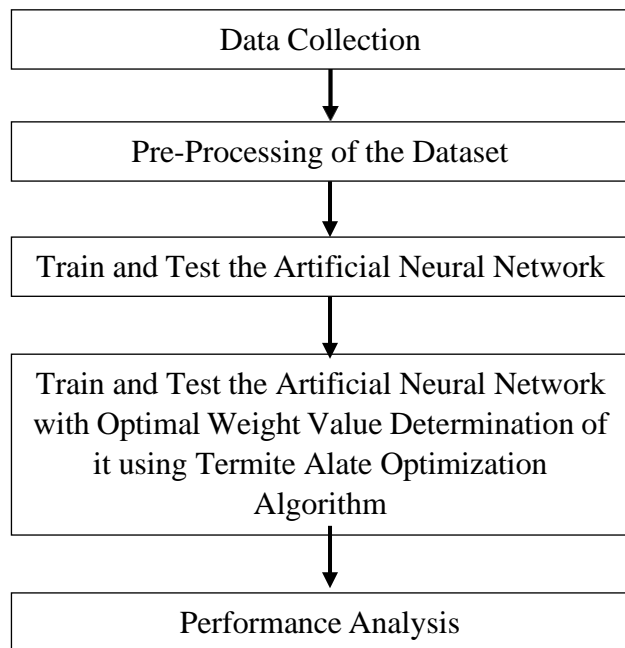 Data Collection
Pre-Processing of the Dataset
Train and Test the Artificial Neural Network
Train and Test the Artificial Neural Network
with Optimal Weight Value Determination of
it using Termite Alate Optimization
Algorithm
Performance Analysis